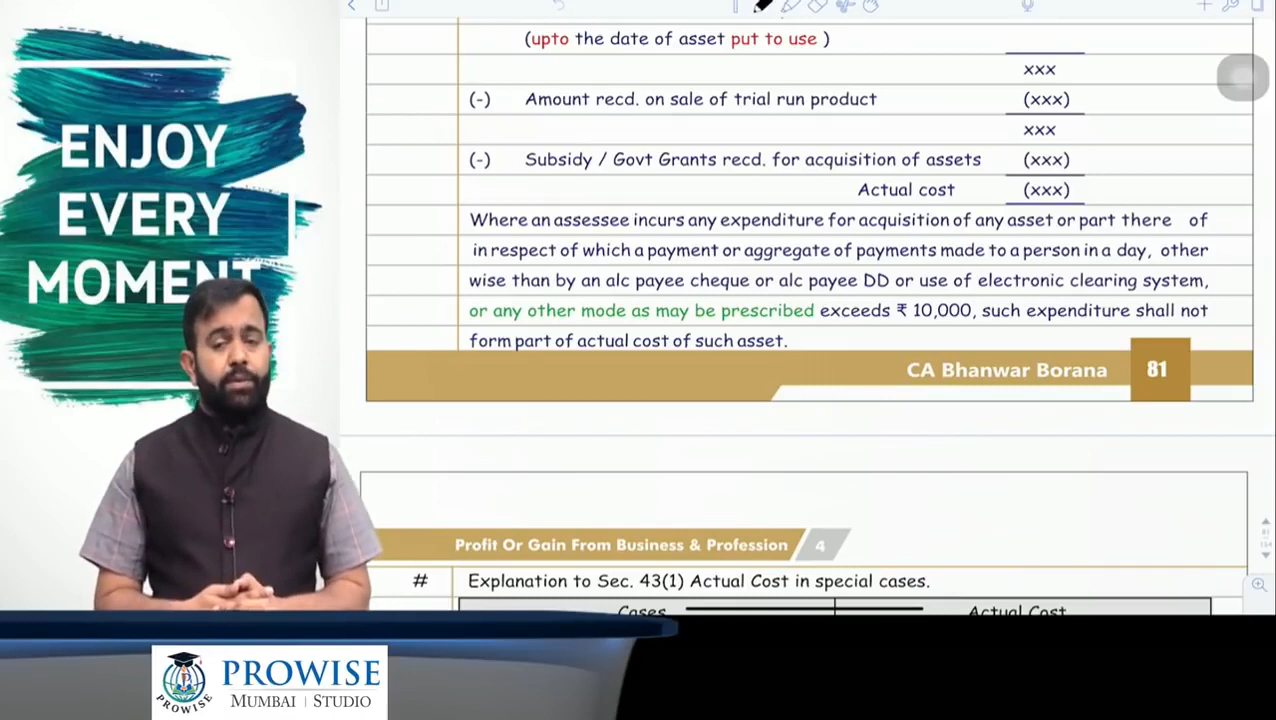 ENJOY
EVERY
MOMENT
(upto the date of asset put to use )
xxx
(-) Amount recd. on sale of trial run product (xxx)
xxx
(-) Subsidy / Govt Grants recd. for acquisition of assets (xxx)
Actual cost (xxx)
Where an assessee incurs any expenditure for acquisition of any asset or part there of
in respect of which a payment or aggregate of payments made to a person in a day, other
wise than by an alc payee cheque or alc payee DD or use of electronic clearing system,
or any other mode as may be prescribed exceeds ₹ 10,000, such expenditure shall not
form part of actual cost of such asset.
CA Bhanwar Borana 81
Profit Or Gain From Business & Profession 4
# Explanation to Sec. 43(1) Actual Cost in special cases.
Cases Actual Cost
PROWISE
PROWISE
MUMBAI | STUDIO